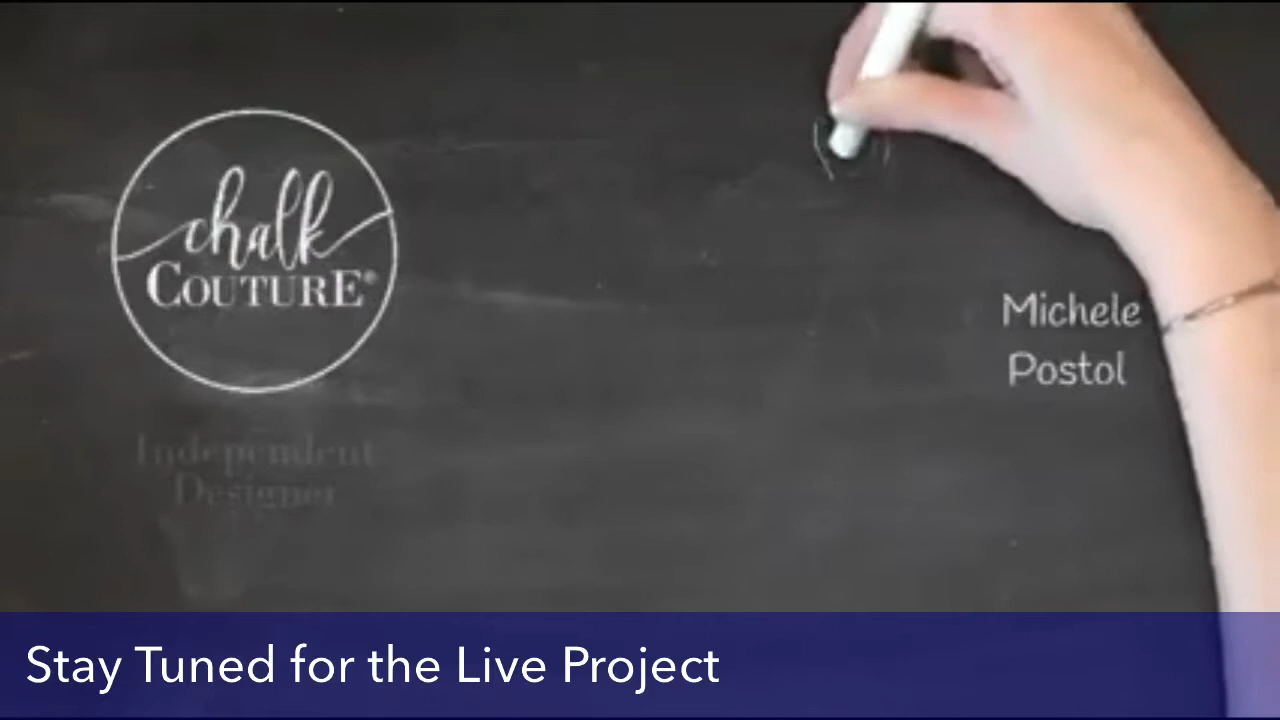 chalk
COUTURE®
Michele
Postol
Independent
Designer
Stay Tuned for the Live Project